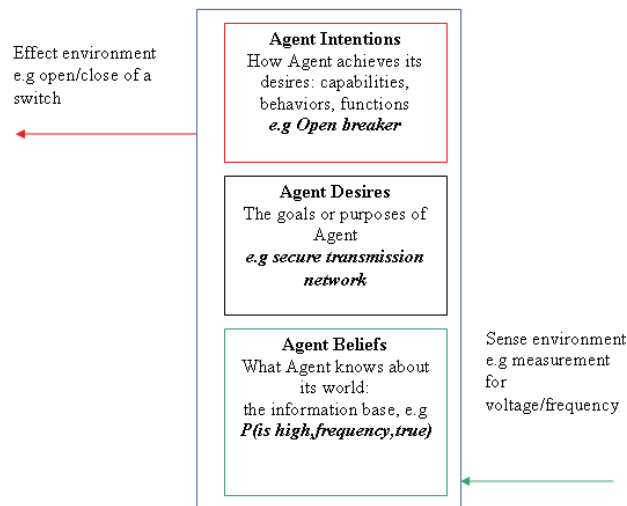 Effect environment
e.g open/close of a
switch
Agent Intentions
How Agent achieves its
desires: capabilities,
behaviors, functions
e.g Open breaker
Agent Desires
The goals or purposes of
Agent
e.g secure transmission
network
Agent Beliefs
What Agent knows about
its world:
the information base, e.g
P(is high,frequency,true)
Sense environment
e.g measurement
for
voltage/frequency